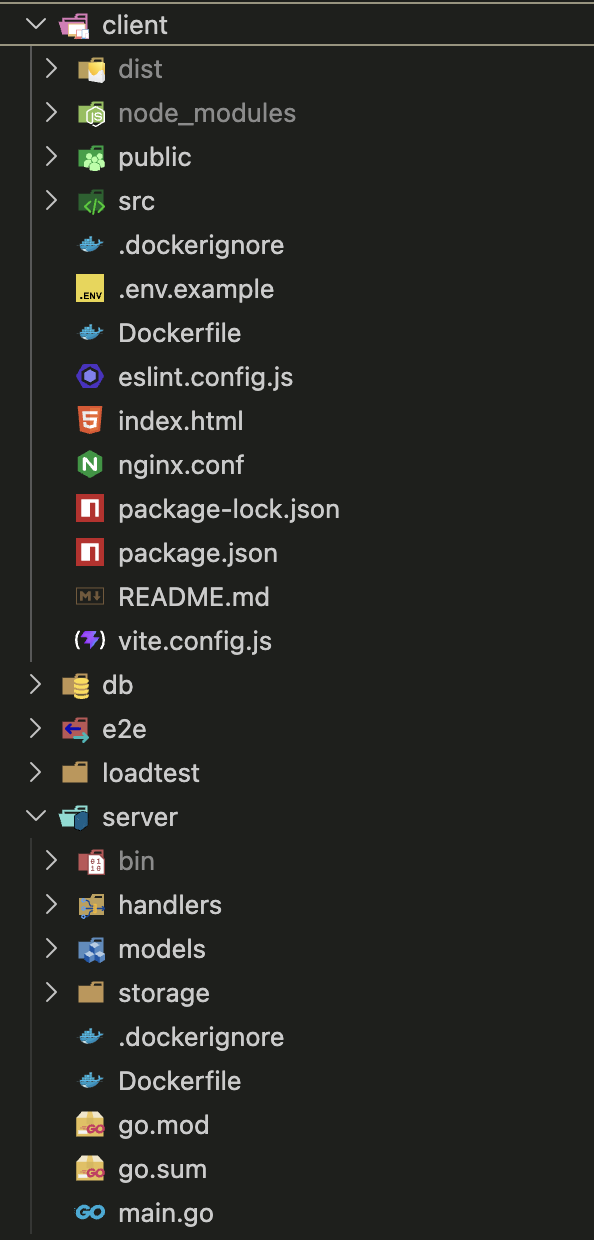 client
dist
node_modules
public
src
.dockerignore
.env.example
Dockerfile
eslint.config.js
index.html
nginx.conf
package-lock.json
package.json
README.md
vite.config.js
db
e2e
loadtest
server
bin
handlers
models
storage
.dockerignore
Dockerfile
go.mod
go.sum
main.go